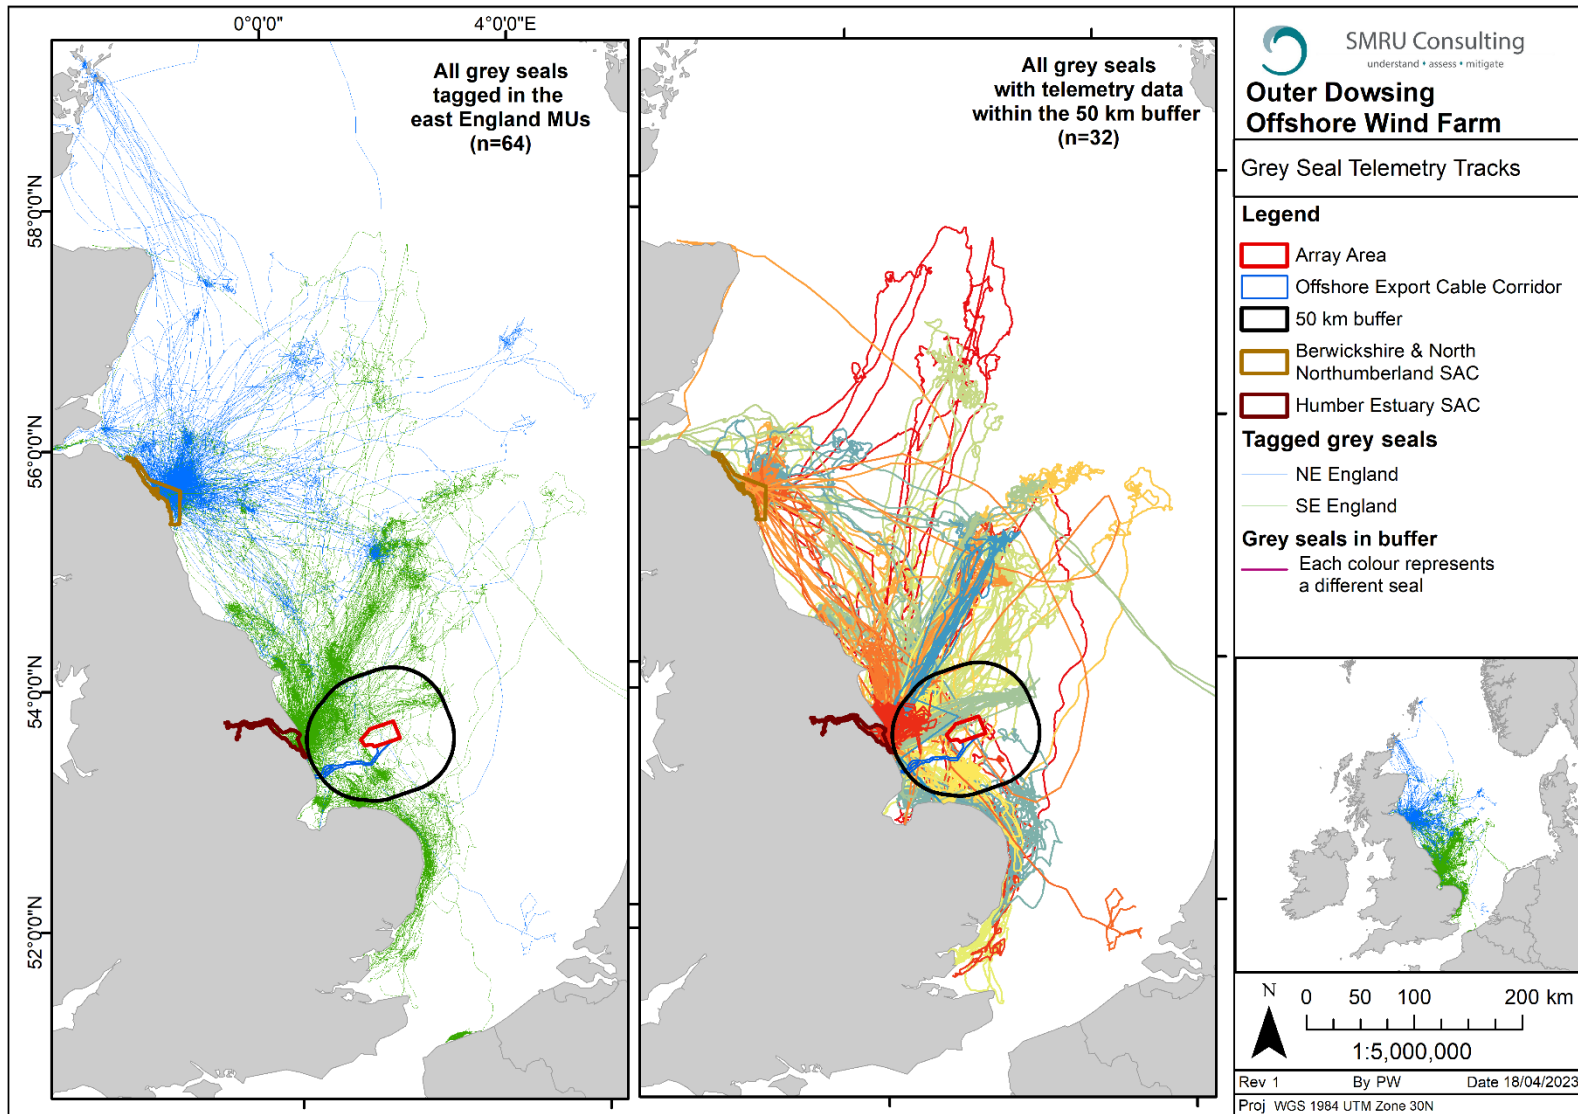 0°0'0"
4°0'0"E
58°0'0"N
56°0'0"N
54°0'0"N
52°0'0"N
All grey seals
tagged in the
east England MUs
(n=64)
All grey seals
with telemetry data
within the 50 km buffer
(n=32)
SMRU Consulting
understand • assess • mitigate
Outer Dowsing
Offshore Wind Farm
Grey Seal Telemetry Tracks
Legend
Array Area
Offshore Export Cable Corridor
50 km buffer
Berwickshire & North
Northumberland SAC
Humber Estuary SAC
Tagged grey seals
NE England
SE England
Grey seals in buffer
Each colour represents
a different seal
N
0 50 100 200 km
1:5,000,000
Rev 1 By PW Date 18/04/2023
Proj WGS 1984 UTM Zone 30N